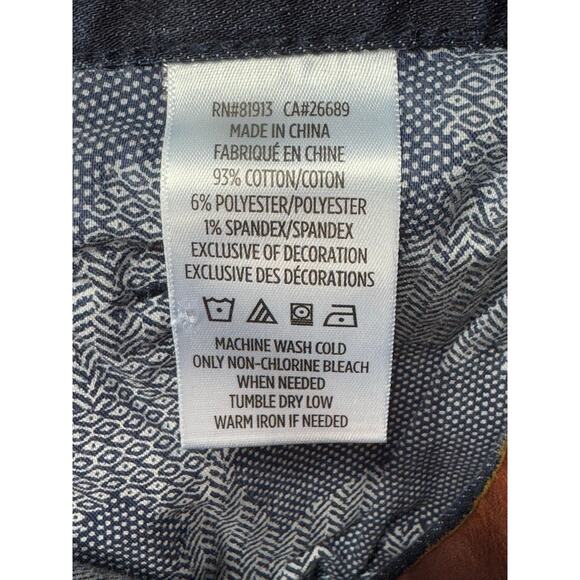 RN#81913 CA#26689
MADE IN CHINA
FABRIQUÉ EN CHINE
93% COTTON/COTON
6% POLYESTER/POLYESTER
1% SPANDEX/SPANDEX
EXCLUSIVE OF DECORATION
EXCLUSIVE DES DÉCORATIONS
MACHINE WASH COLD
ONLY NON-CHLORINE BLEACH
WHEN NEEDED
TUMBLE DRY LOW
WARM IRON IF NEEDED